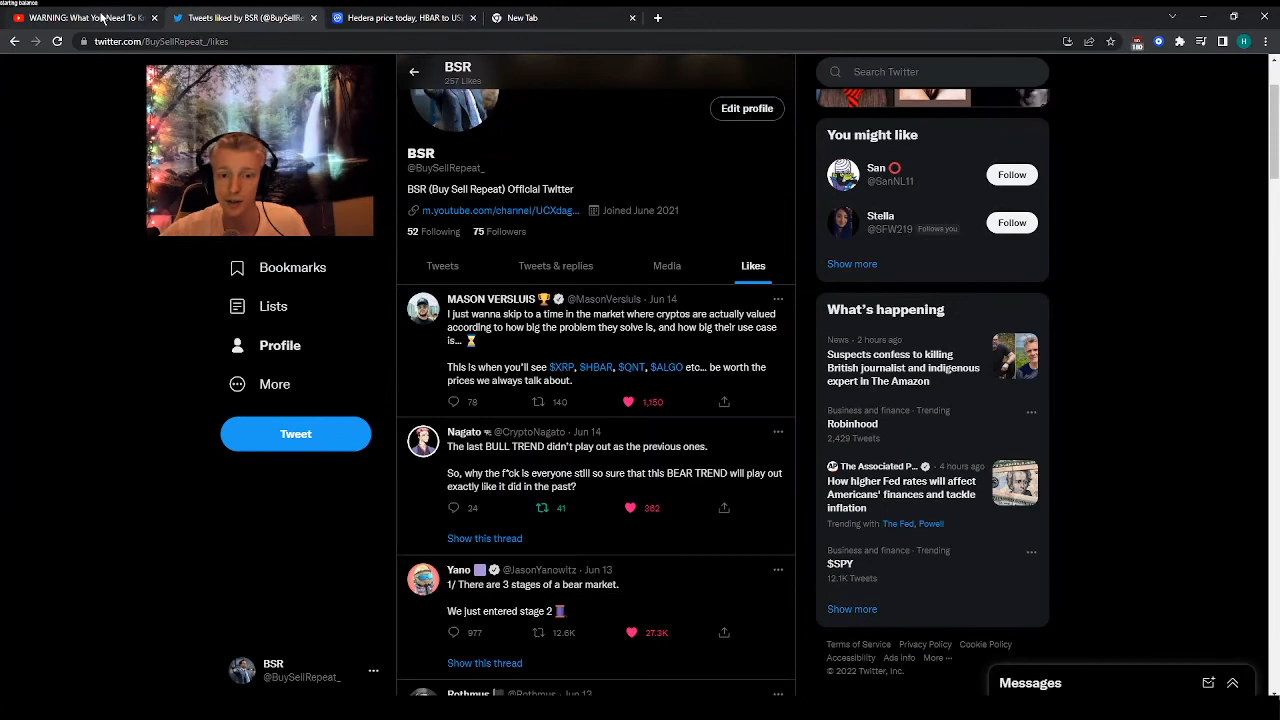 starting balance
WARNING: What You Need To Kn
Tweets liked by BSR (@BuySellRep
Hedera price today, HBAR to USD
New Tab
twitter.com/BuySellRepeat_/likes
180
H
BSR
257 Likes
Search Twitter
Edit profile
BSR
@BuySellRepeat_
BSR (Buy Sell Repeat) Official Twitter
m.youtube.com/channel/UCXdag... Joined June 2021
52 Following 75 Followers
Tweets Tweets & replies Media Likes
Bookmarks
Lists
Profile
More
Tweet
MASON VERSLUIS @MasonVersluis · Jun 14
I just wanna skip to a time in the market where cryptos are actually valued
according to how big the problem they solve is, and how big their use case
is...
This is when you'll see $XRP, $HBAR, $QNT, $ALGO etc... be worth the
prices we always talk about.
78 140 1,150
Nagato @CryptoNagato · Jun 14
The last BULL TREND didn't play out as the previous ones.
So, why the f*ck is everyone still so sure that this BEAR TREND will play out
exactly like it did in the past?
24 41 362
Show this thread
Yano @JasonYanowitz · Jun 13
1/ There are 3 stages of a bear market.
We just entered stage 2
977 12.6K 27.3K
Show this thread
Rothmus @Rothmus · Jun 13
BSR
@BuySellRepeat_
You might like
San
@SanNL11
Follow
Stella
@SFW219 Follows you
Follow
Show more
What's happening
News · 2 hours ago
Suspects confess to killing
British journalist and indigenous
expert in The Amazon
Business and finance · Trending
Robinhood
2,429 Tweets
AP The Associated P... · 4 hours ago
How higher Fed rates will affect
Americans' finances and tackle
inflation
Trending with The Fed, Powell
Business and finance · Trending
$SPY
12.1K Tweets
Show more
Terms of Service Privacy Policy Cookie Policy
Accessibility Ads info More ···
© 2022 Twitter, Inc.
Messages